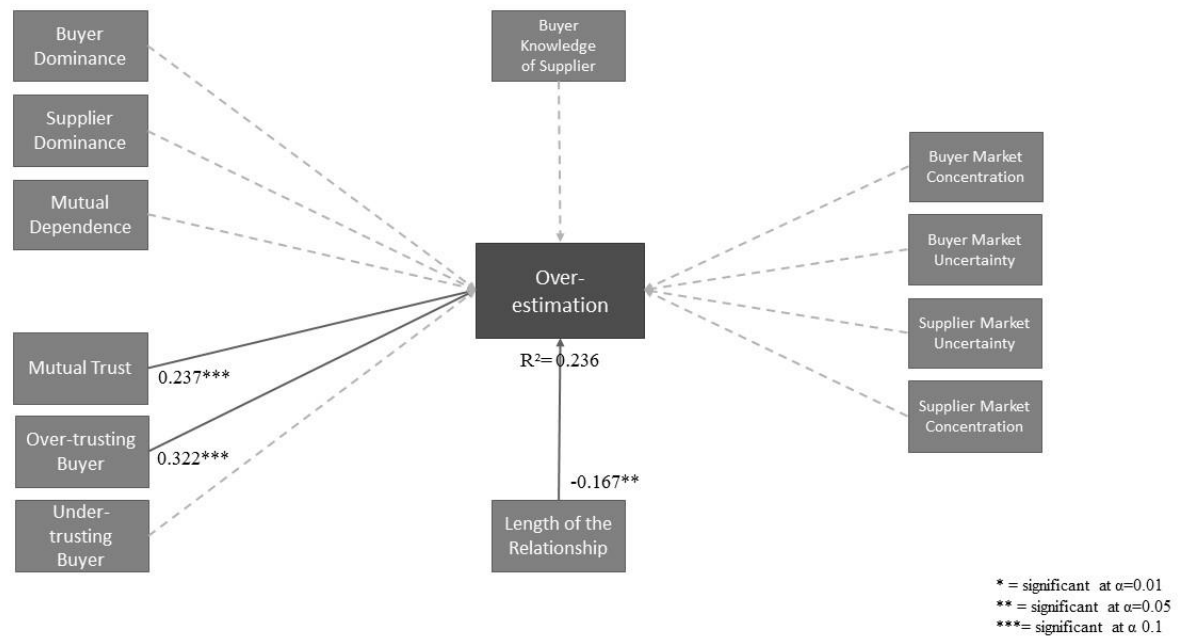 Buyer
Dominance
Supplier
Dominance
Mutual
Dependence
Mutual Trust
0.237***
Over-trusting
Buyer
0.322***
Under-
trusting
Buyer
Buyer
Knowledge
of Supplier
Over-
estimation
R²= 0.236
-0.167**
Length of the
Relationship
Buyer Market
Concentration
Buyer Market
Uncertainty
Supplier Market
Uncertainty
Supplier Market
Concentration
* = significant at α=0.01
** = significant at α=0.05
***= significant at α 0.1